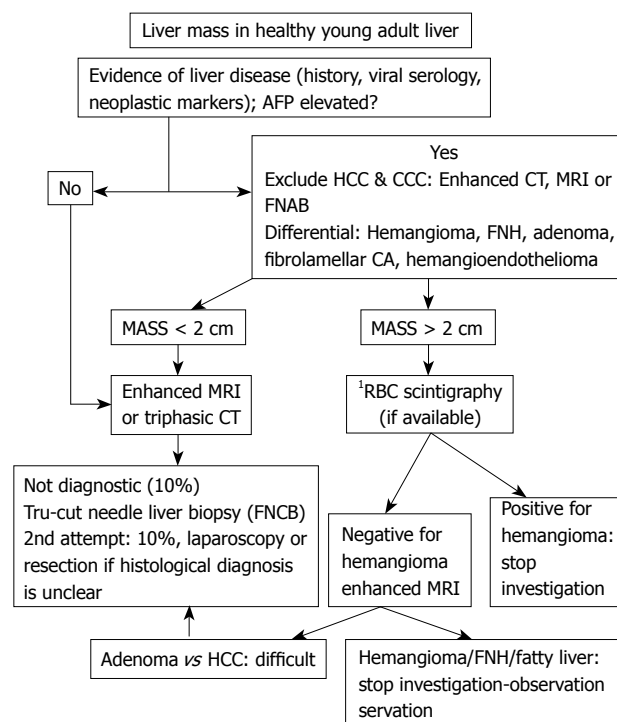 Liver mass in healthy young adult liver
Evidence of liver disease (history, viral serology,
neoplastic markers); AFP elevated?
No
Yes
Exclude HCC & CCC: Enhanced CT, MRI or
FNAB
Differential: Hemangioma, FNH, adenoma,
fibrolamellar CA, hemangioendothelioma
MASS < 2 cm
MASS > 2 cm
Enhanced MRI
or triphasic CT
¹RBC scintigraphy
(if available)
Not diagnostic (10%)
Tru-cut needle liver biopsy (FNCB)
2nd attempt: 10%, laparoscopy or
resection if histological diagnosis
is unclear
Negative for
hemangioma
enhanced MRI
Positive for
hemangioma:
stop
investigation
Adenoma vs HCC: difficult
Hemangioma/FNH/fatty liver:
stop investigation-observation
servation